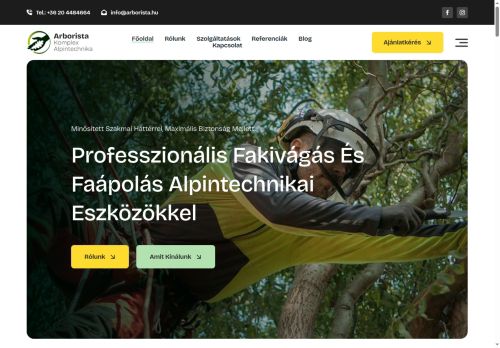 Tel.: +36 20 4484664
info@arborista.hu
Arborista
Komplex
Alpintechnika
Főoldal
Rólunk
Szolgáltatások
Referenciák
Blog
Kapcsolat
Ajánlatkérés
Minősített Szakmai Háttérrel, Maximális Biztonság Mellett
Professzionális Fakivágás És
Faápolás Alpintechnikai
Eszközökkel
Rólunk
Amit Kínálunk